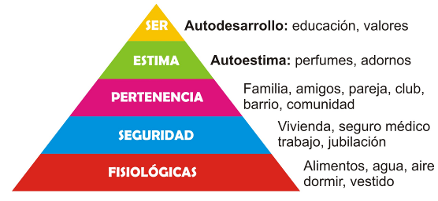 SER
Autodesarrollo: educación, valores
ESTIMA
Autoestima: perfumes, adornos
PERTENENCIA
Familia, amigos, pareja, club,
barrio, comunidad
SEGURIDAD
Vivienda, seguro médico
trabajo, jubilación
FISIOLÓGICAS
Alimentos, agua, aire
dormir, vestido